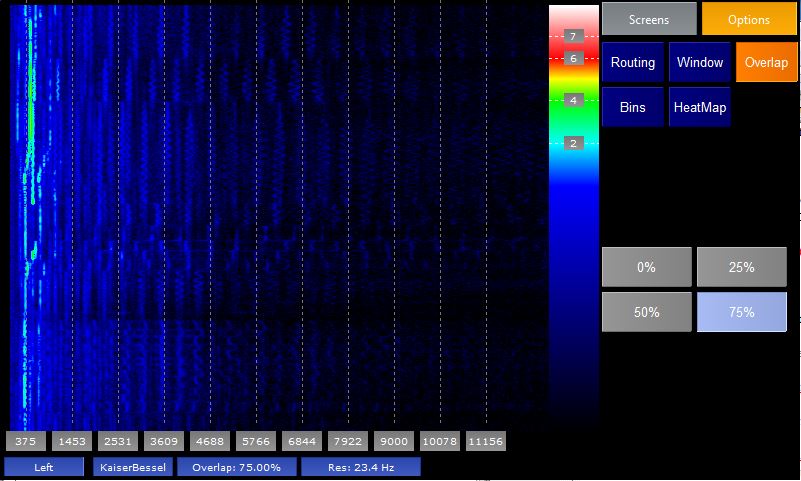 Screens Options
7
6
Routing Window Overlap
4
Bins HeatMap
2
0% 25%
50% 75%
375 1453 2531 3609 4688 5766 6844 7922 9000 10078 11156
Left KaiserBessel Overlap: 75.00% Res: 23.4 Hz